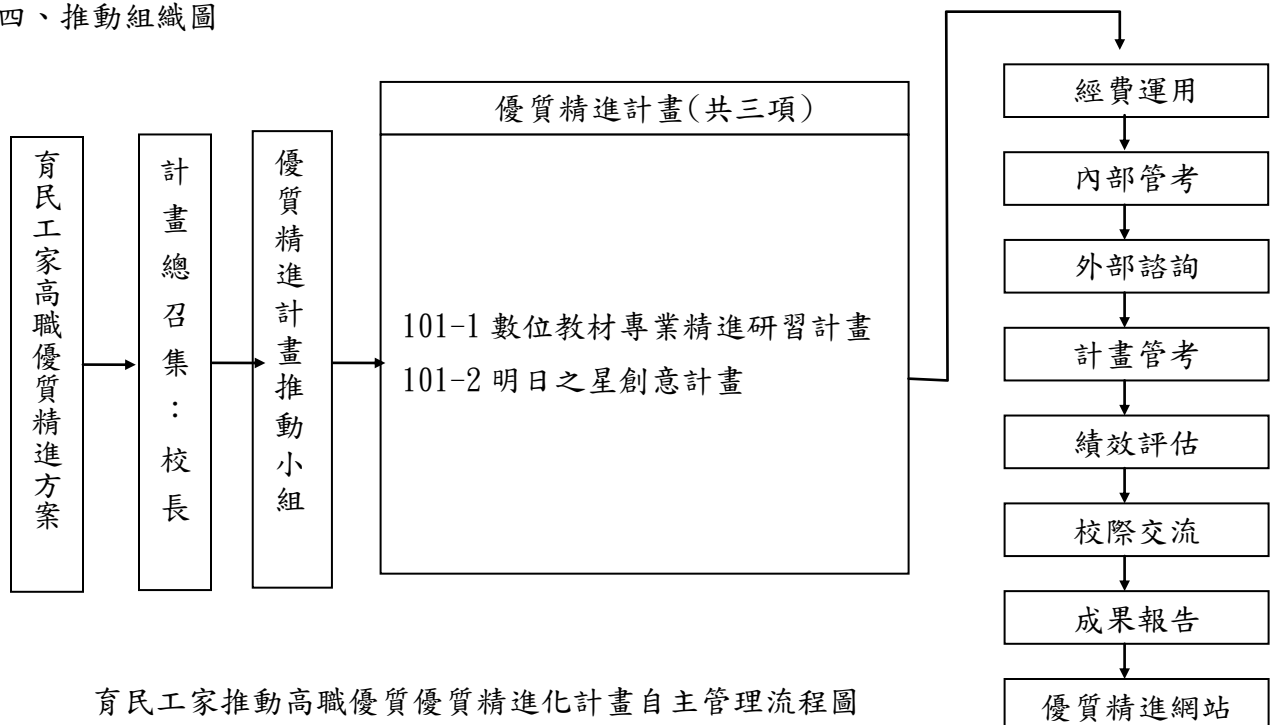 四、推動組織圖
育民工家高職優質精進方案
計畫總召集：校長
優質精進計畫推動小組
優質精進計畫(共三項)
101-1 數位教材專業精進研習計畫
101-2 明日之星創意計畫
經費運用
內部管考
外部諮詢
計畫管考
績效評估
校際交流
成果報告
優質精進網站
育民工家推動高職優質優質精進化計畫自主管理流程圖